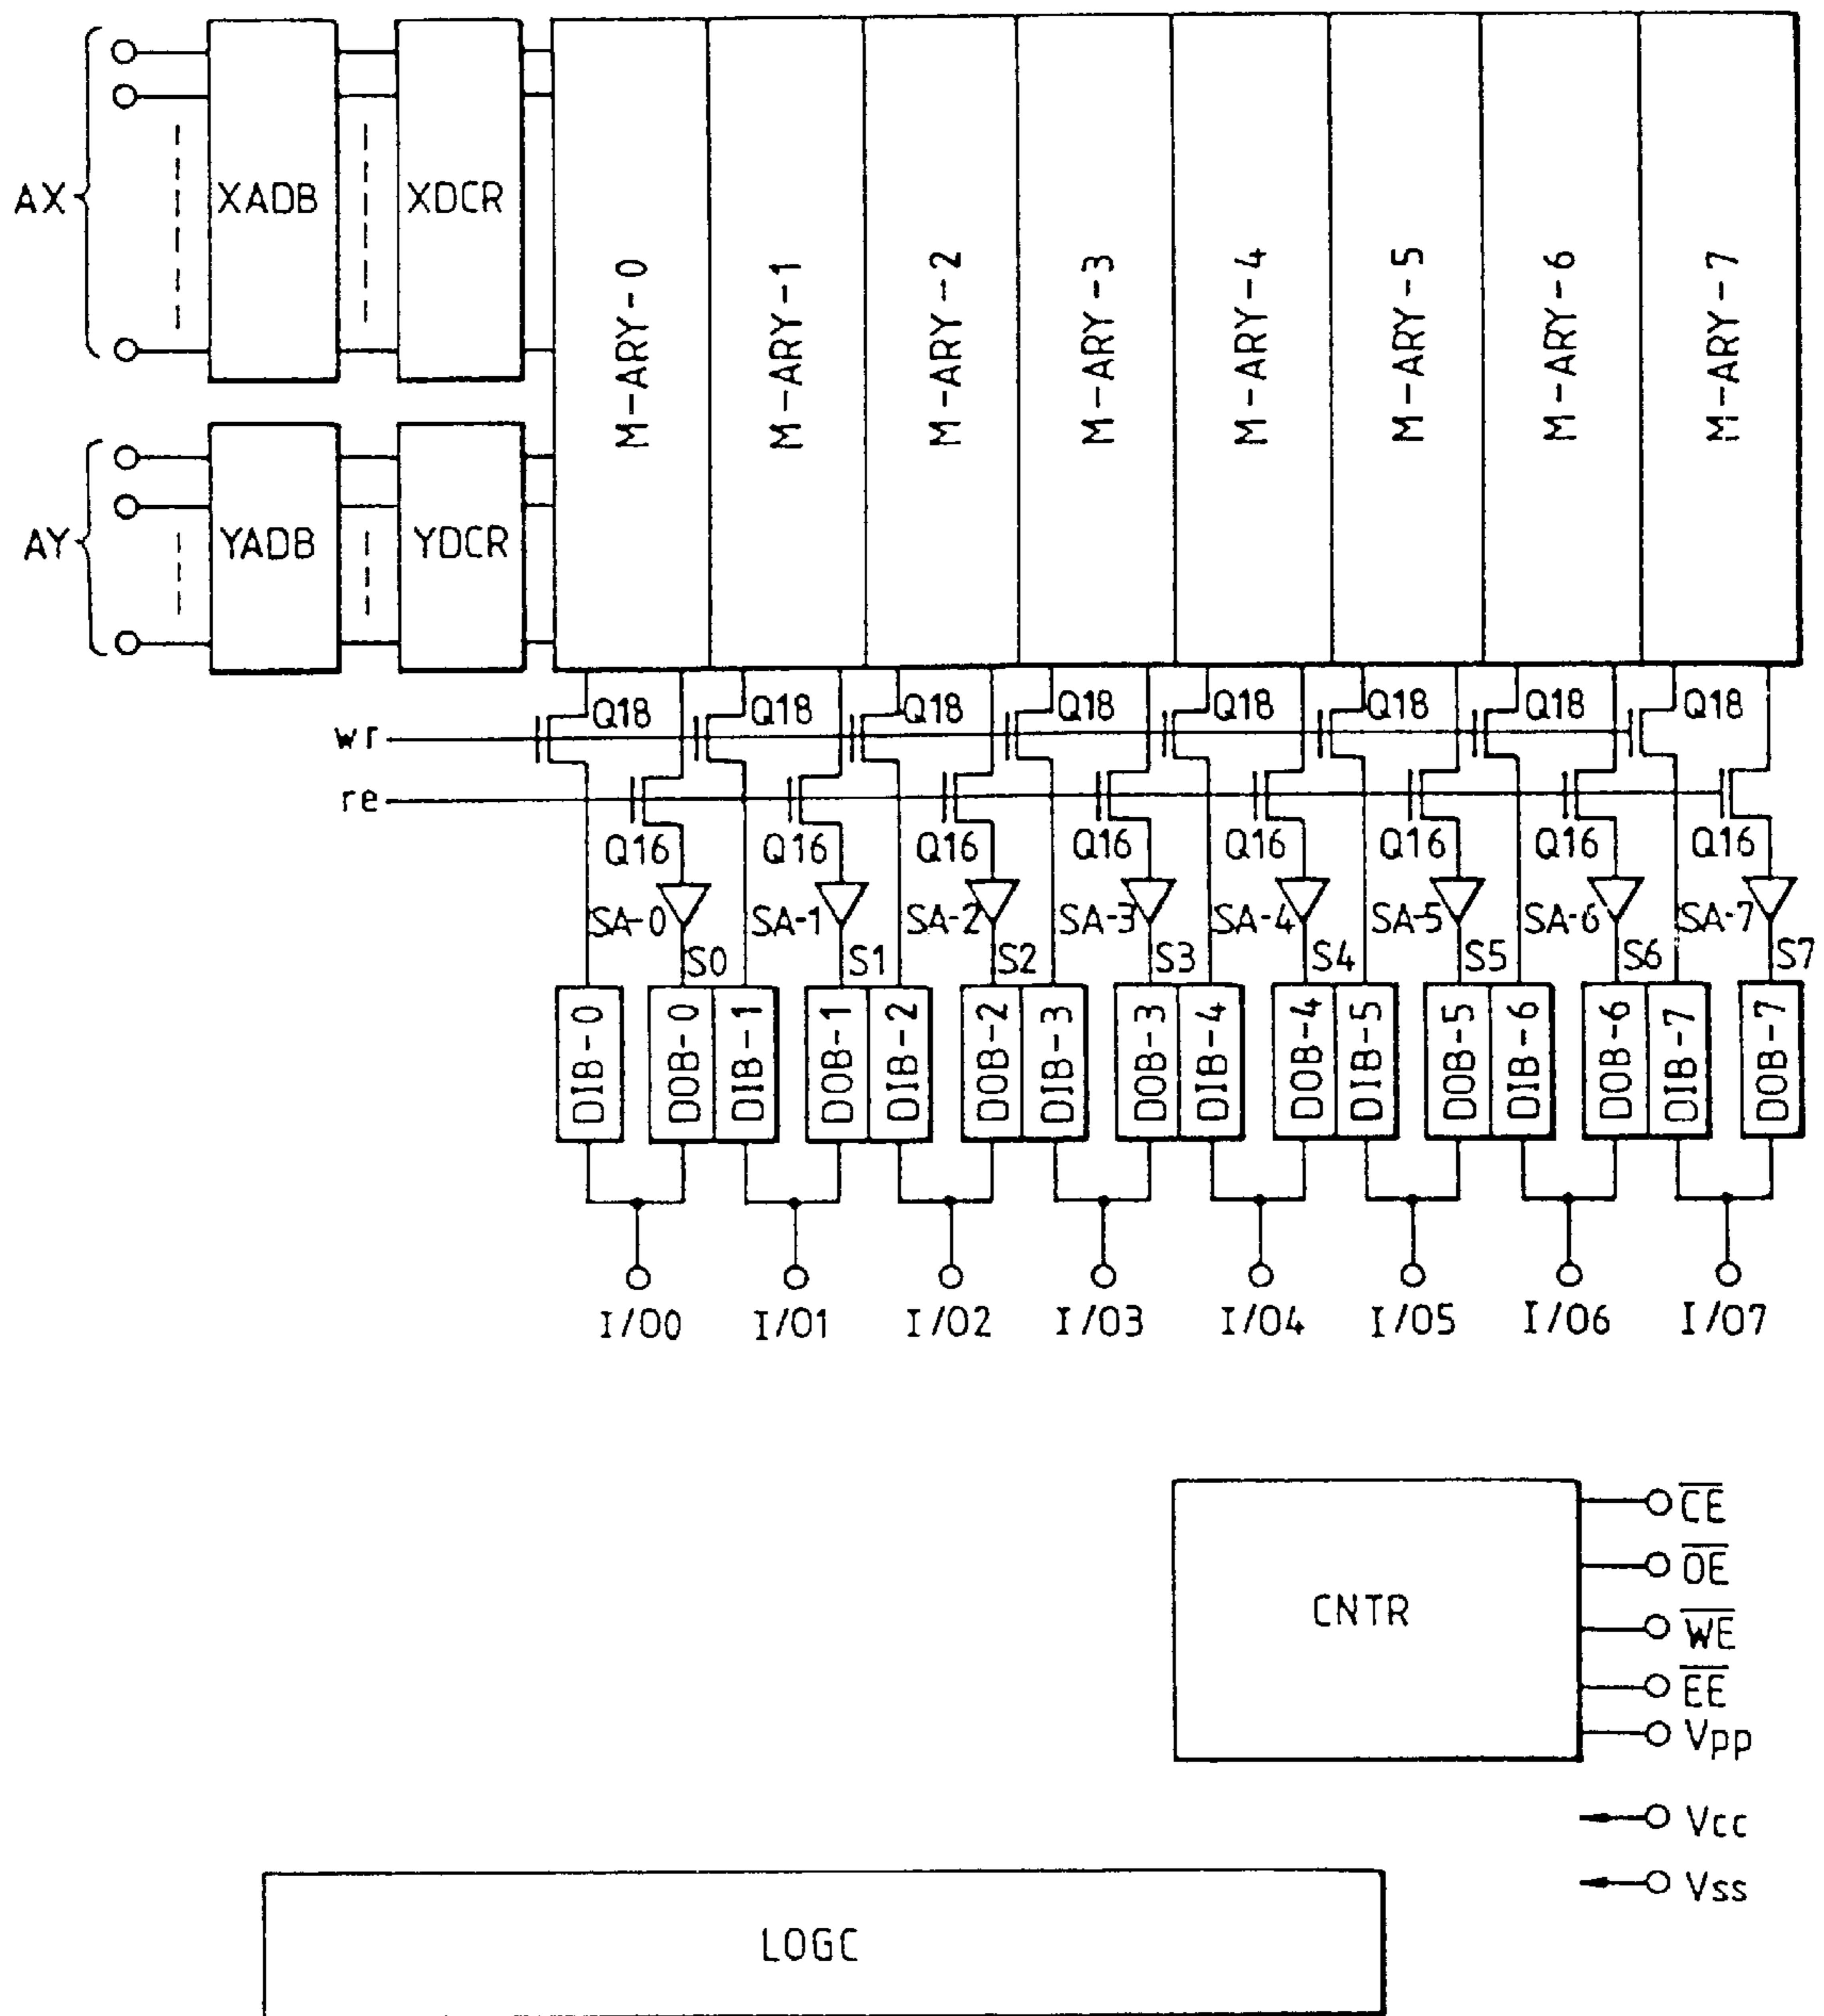 AX
XADB
XDCR
M-ARY-0
M-ARY-1
M-ARY-2
M-ARY-3
M-ARY-4
M-ARY-5
M-ARY-6
M-ARY-7
AY
YADB
YDCR
wr
Q18 Q18 Q18 Q18 Q18 Q18 Q18 Q18
re
Q16 Q16 Q16 Q16 Q16 Q16 Q16 Q16
SA-0 SA-1 SA-2 SA-3 SA-4 SA-5 SA-6 SA-7
S0 S1 S2 S3 S4 S5 S6 S7
DIB-0
DOB-0
DIB-1
DOB-1
DIB-2
DOB-2
DIB-3
DOB-3
DIB-4
DOB-4
DIB-5
DOB-5
DIB-6
DOB-6
DIB-7
DOB-7
I/O0 I/O1 I/O2 I/O3 I/O4 I/O5 I/O6 I/O7
CNTR
C̅E̅
O̅E̅
W̅E̅
E̅E̅
Vpp
Vcc
Vss
LOGC